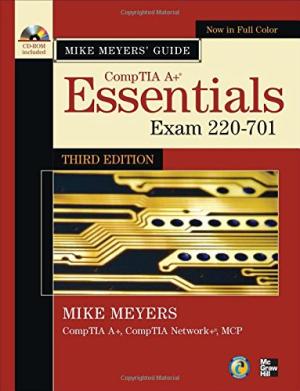 Now in Full Color
CD-ROM
included
MIKE MEYERS' GUIDE
CompTIA A+®
Essentials
Exam 220-701
THIRD EDITION
MIKE MEYERS
CompTIA A+, CompTIA Network+®, MCP
Mc
Graw
Hill